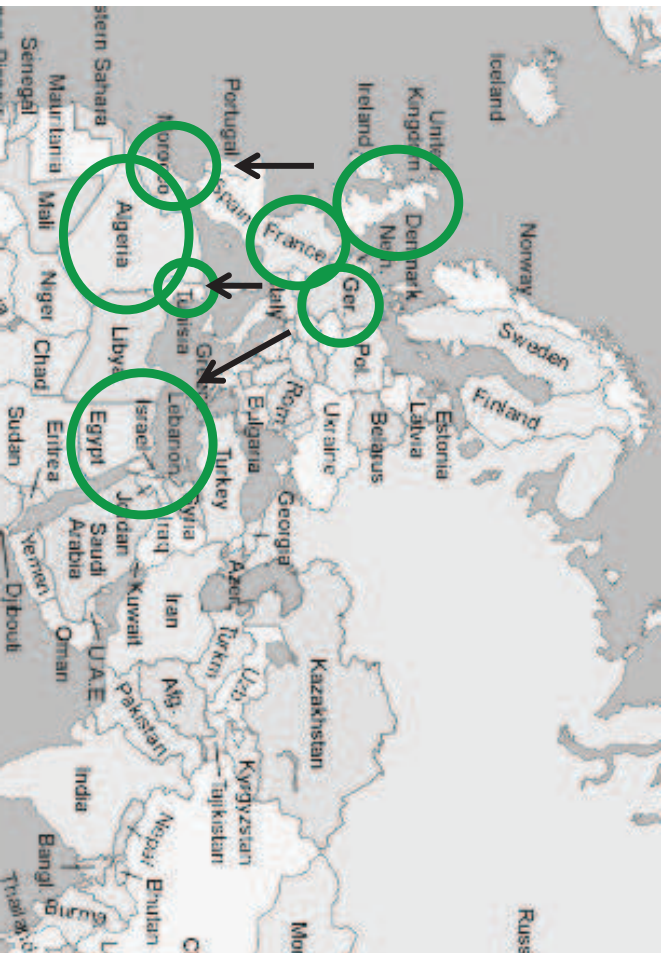 Iceland
Norway
Sweden
Finland
Russ
United
Kingdom
Denmark
Estonia
Latvia
Ireland
Neth.
Belarus
Ger.
Pol.
Ukraine
Kazakhstan
France
Rom.
Mo
Portugal
Spain
Italy
Bulgaria
Georgia
Azer.
Uzb.
Kyrgyzstan
Turkm
Tajikistan
Turkey
Syria
Morocco
Tunisia
Lebanon
Iraq
Iran
Afg.
C
Israel
Jordan
Kuwait
Pakistan
Nepal
Bhutan
stern Sahara
Algeria
Libya
Egypt
Saudi
Arabia
U.A.E.
India
Mauritania
Mali
Niger
Chad
Eritrea
Oman
Bangl
Burma
Senegal
Sudan
Yemen
Djibouti
Thailand